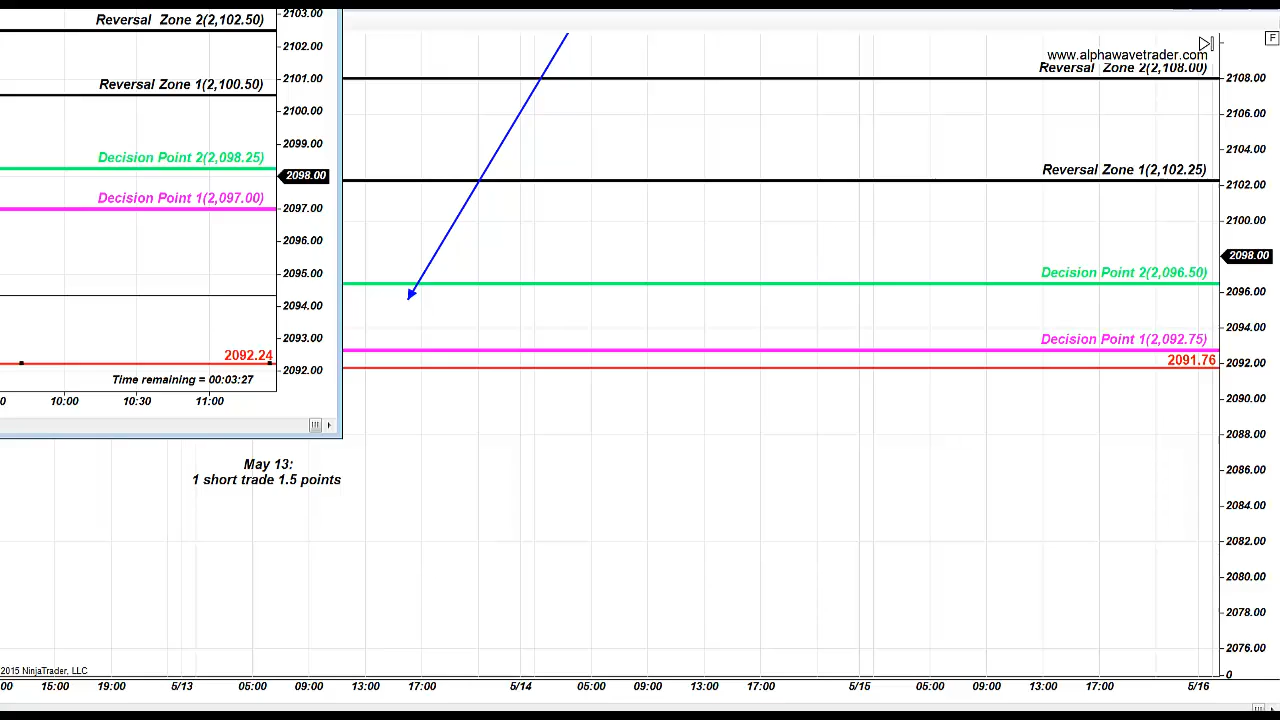 Reversal  Zone 2(2,102.50)
2103.00
2102.00
Reversal Zone 1(2,100.50)
2101.00
2100.00
2099.00
Decision Point 2(2,098.25)
2098.00
Decision Point 1(2,097.00)
2097.00
2096.00
2095.00
2094.00
2093.00
2092.24
2092.00
Time remaining = 00:03:27
10:00 10:30 11:00
F
www.alphawavetrader.com
Reversal  Zone 2(2,108.00)
2108.00
2106.00
2104.00
Reversal Zone 1(2,102.25)
2102.00
2100.00
2098.00
Decision Point 2(2,096.50)
2096.00
2094.00
Decision Point 1(2,092.75)
2091.76
2092.00
2090.00
2088.00
2086.00
2084.00
2082.00
2080.00
2078.00
2076.00
0
May 13:
1 short trade 1.5 points
2015 NinjaTrader, LLC
15:00 19:00 5/13 05:00 09:00 13:00 17:00 5/14 05:00 09:00 13:00 17:00 5/15 05:00 09:00 13:00 17:00 5/16